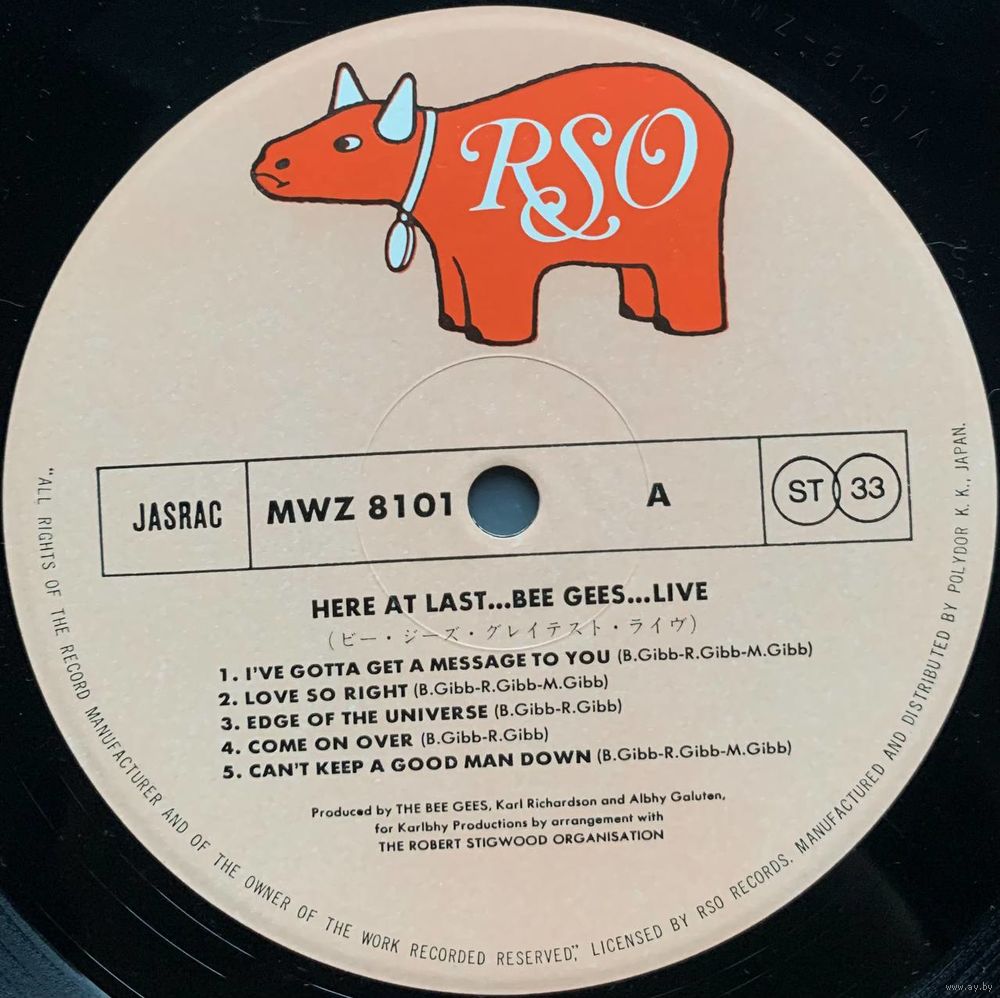 MZ-8101A
RSO
JASRAC MWZ 8101 A ST 33
HERE AT LAST...BEE GEES...LIVE
(ビー・ジーズ・グレイテスト・ライヴ)
1. I'VE GOTTA GET A MESSAGE TO YOU (B.Gibb-R.Gibb-M.Gibb)
2. LOVE SO RIGHT (B.Gibb-R.Gibb-M.Gibb)
3. EDGE OF THE UNIVERSE (B.Gibb-R.Gibb)
4. COME ON OVER (B.Gibb-R.Gibb)
5. CAN'T KEEP A GOOD MAN DOWN (B.Gibb-R.Gibb-M.Gibb)
Produced by THE BEE GEES, Karl Richardson and Albhy Galuten,
for Karlbhy Productions by arrangement with
THE ROBERT STIGWOOD ORGANISATION
"ALL RIGHTS OF THE RECORD MANUFACTURER AND OF THE OWNER OF THE WORK RECORDED RESERVED," LICENSED BY RSO RECORDS. MANUFACTURED AND DISTRIBUTED BY POLYDOR K. K., JAPAN.
www.ay.by